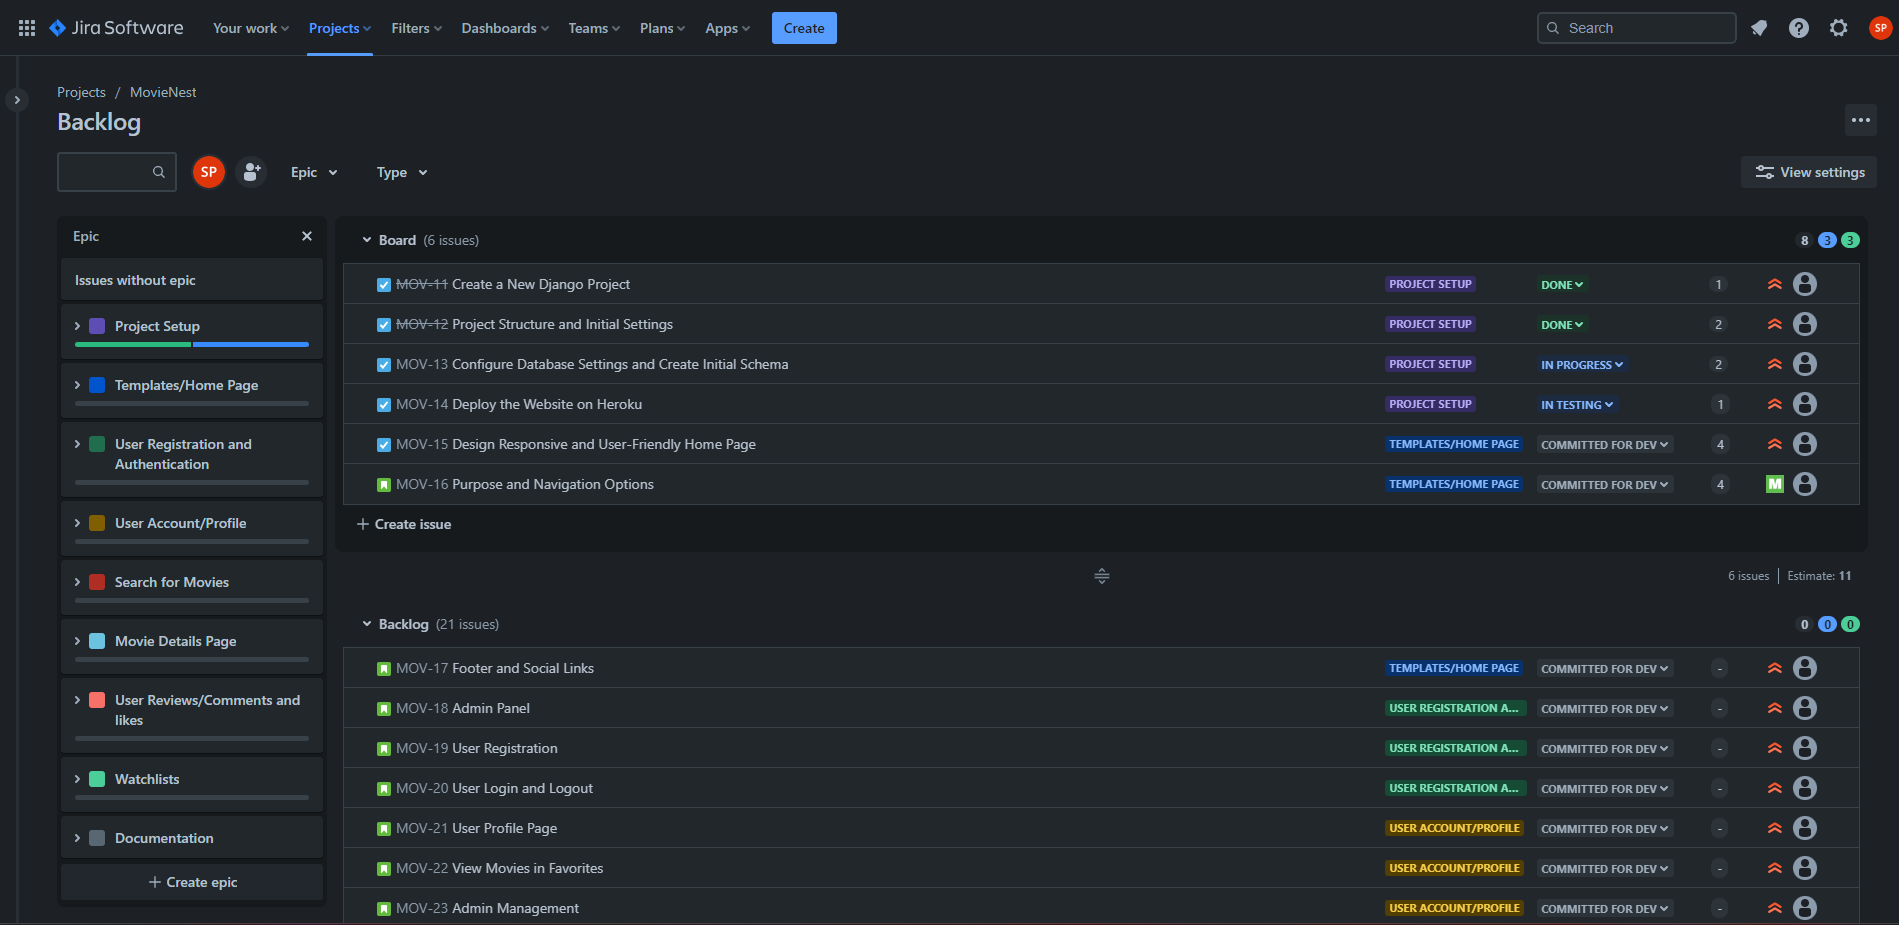 Jira Software Your work Projects Filters Dashboards Teams Plans Apps Create Search SP
Projects / MovieNest
Backlog
SP Epic Type View settings
Epic
Issues without epic
Project Setup
Templates/Home Page
User Registration and
Authentication
User Account/Profile
Search for Movies
Movie Details Page
User Reviews/Comments and
likes
Watchlists
Documentation
+ Create epic
Board (6 issues) 8 3 3
MOV-11 Create a New Django Project PROJECT SETUP DONE 1
MOV-12 Project Structure and Initial Settings PROJECT SETUP DONE 2
MOV-13 Configure Database Settings and Create Initial Schema PROJECT SETUP IN PROGRESS 2
MOV-14 Deploy the Website on Heroku PROJECT SETUP IN TESTING 1
MOV-15 Design Responsive and User-Friendly Home Page TEMPLATES/HOME PAGE COMMITTED FOR DEV 4
MOV-16 Purpose and Navigation Options TEMPLATES/HOME PAGE COMMITTED FOR DEV 4 M
+ Create issue
6 issues Estimate: 11
Backlog (21 issues) 0 0 0
MOV-17 Footer and Social Links TEMPLATES/HOME PAGE COMMITTED FOR DEV -
MOV-18 Admin Panel USER REGISTRATION A... COMMITTED FOR DEV -
MOV-19 User Registration USER REGISTRATION A... COMMITTED FOR DEV -
MOV-20 User Login and Logout USER REGISTRATION A... COMMITTED FOR DEV -
MOV-21 User Profile Page USER ACCOUNT/PROFILE COMMITTED FOR DEV -
MOV-22 View Movies in Favorites USER ACCOUNT/PROFILE COMMITTED FOR DEV -
MOV-23 Admin Management USER ACCOUNT/PROFILE COMMITTED FOR DEV -